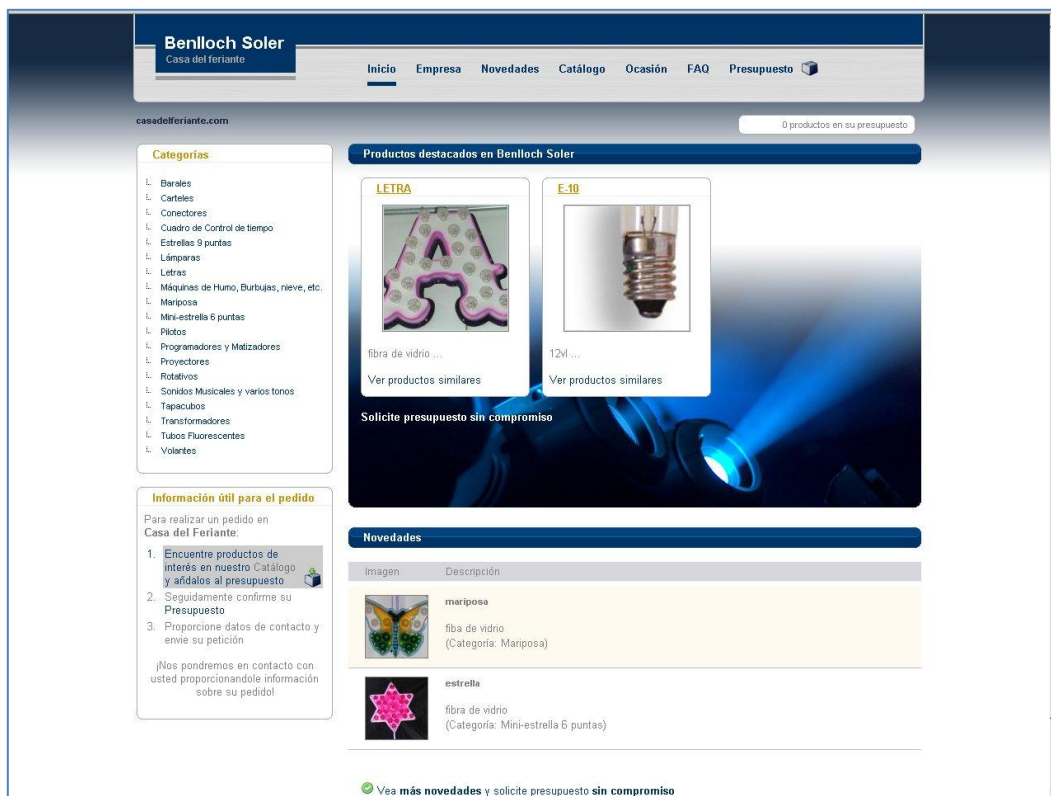 Benlloch Soler
Casa del feriante
Inicio Empresa Novedades Catálogo Ocasión FAQ Presupuesto
casadelferiante.com
0 productos en su presupuesto
Categorías
Barales
Carteles
Conectores
Cuadro de Control de tiempo
Estrellas 9 puntas
Lámparas
Letras
Máquinas de Humo, Burbujas, nieve, etc.
Mariposa
Mini-estrella 6 puntas
Pilotos
Programadores y Matizadores
Proyectores
Rotativos
Sonidos Musicales y varios tonos
Tapacubos
Transformadores
Tubos Fluorescentes
Volantes
Información útil para el pedido
Para realizar un pedido en
Casa del Feriante:
1. Encuentre productos de
interés en nuestro Catálogo
y añdalos al presupuesto
2. Seguidamente confirme su
Presupuesto
3. Proporcione datos de contacto y
envie su petición
¡Nos pondremos en contacto con
usted proporcionandole información
sobre su pedido!
Productos destacados en Benlloch Soler
LETRA
fibra de vidrio ...
Ver productos similares
E-10
12vl ...
Ver productos similares
Solicite presupuesto sin compromiso
Novedades
Imagen Descripción
mariposa
fiba de vidrio
(Categoría: Mariposa)
estrella
fibra de vidrio
(Categoría: Mini-estrella 6 puntas)
Vea más novedades y solicite presupuesto sin compromiso